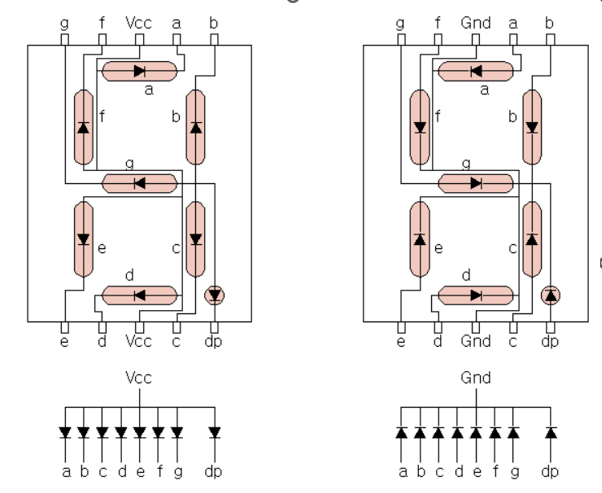 g f Vcc a b
g f Gnd a b
a
a
f b
f b
g
g
e c
e c
d
d
e d Vcc c dp
e d Gnd c dp
Vcc
Gnd
a b c d e f g dp
a b c d e f g dp